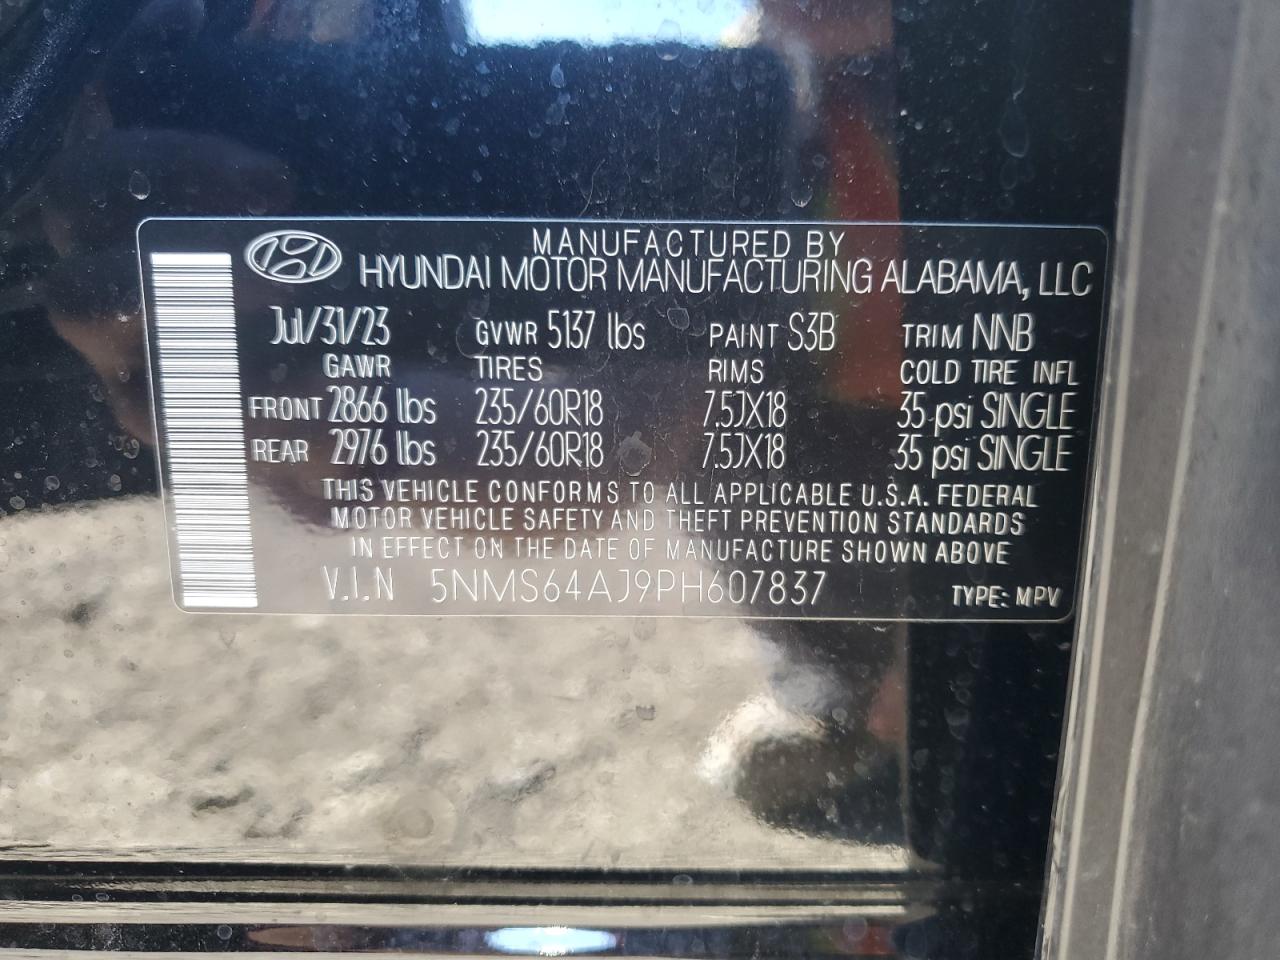 MANUFACTURED BY
HYUNDAI MOTOR MANUFACTURING ALABAMA, LLC
Jul/31/23 GVWR 5137 lbs PAINT S3B TRIM NNB
GAWR TIRES RIMS COLD TIRE INFL
FRONT 2866 lbs 235/60R18 7.5JX18 35 psi SINGLE
REAR 2976 lbs 235/60R18 7.5JX18 35 psi SINGLE
THIS VEHICLE CONFORMS TO ALL APPLICABLE U.S.A. FEDERAL
MOTOR VEHICLE SAFETY AND THEFT PREVENTION STANDARDS
IN EFFECT ON THE DATE OF MANUFACTURE SHOWN ABOVE
V.I.N 5NMS64AJ9PH607837 TYPE: MPV